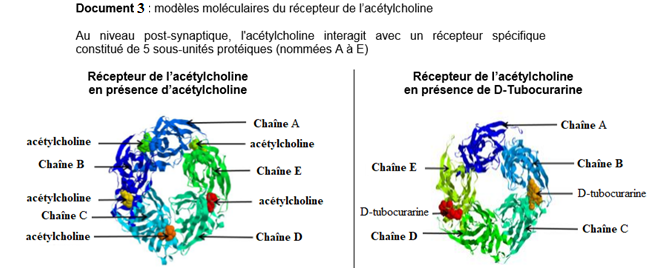 Document 3 : modèles moléculaires du récepteur de l'acétylcholine
Au niveau post-synaptique, l'acétylcholine interagit avec un récepteur spécifique
constitué de 5 sous-unités protéiques (nommées A à E)
Récepteur de l'acétylcholine
en présence d'acétylcholine
Chaîne A
acétylcholine
acétylcholine
Chaîne B
Chaîne E
acétylcholine
acétylcholine
Chaîne C
acétylcholine
Chaîne D
Récepteur de l'acétylcholine
en présence de D-Tubocurarine
Chaîne A
Chaîne E
Chaîne B
D-tubocurarine
D-tubocurarine
Chaîne D
Chaîne C